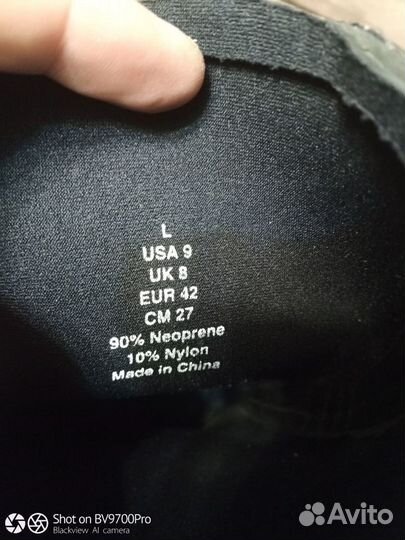 L
USA 9
UK 8
EUR 42
CM 27
90% Neoprene
10% Nylon
Made in China
Shot on BV9700Pro
Blackview AI camera
Avito